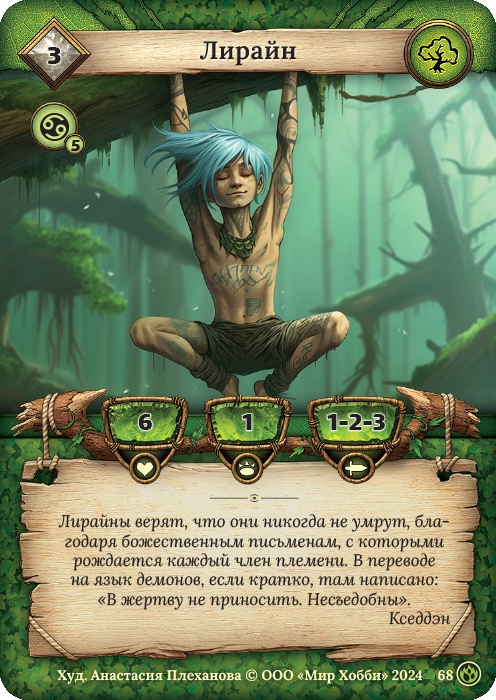 3
Лирайн
5
6
1
1-2-3
Лирайны верят, что они никогда не умрут, бла-
годаря божественным письменам, с которыми
рождается каждый член племени. В переводе
на язык демонов, если кратко, там написано:
«В жертву не приносить. Несъедобны».
Кседдэн
Худ. Анастасия Плеханова © ООО «Мир Хобби» 2024 68